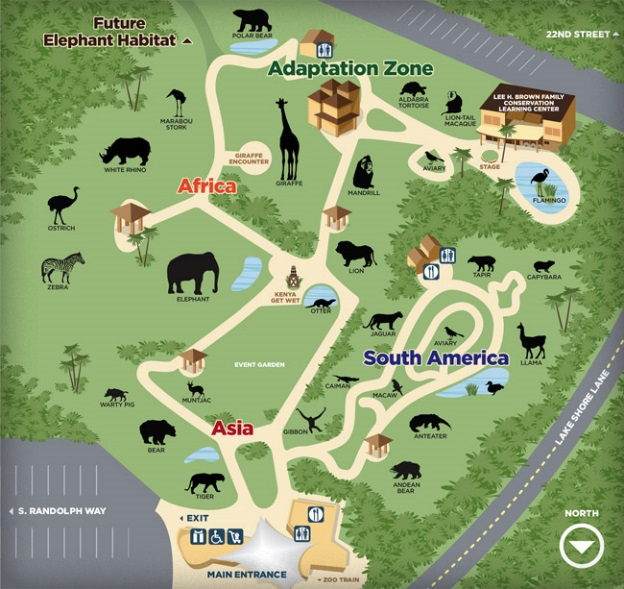 Future
Elephant Habitat
POLAR BEAR
22ND STREET
Adaptation Zone
MARABOU
STORK
ALDABRA
TORTOISE
LION-TAIL
MACAQUE
LEE H. BROWN FAMILY
CONSERVATION
LEARNING CENTER
WHITE RHINO
GIRAFFE
ENCOUNTER
GIRAFFE
MANDRILL
AVIARY
STAGE
FLAMINGO
Africa
OSTRICH
ZEBRA
ELEPHANT
KENYA
GET WET
LION
OTTER
TAPIR
CAPYBARA
JAGUAR
AVIARY
LLAMA
South America
EVENT GARDEN
CAIMAN
MACAW
WARTY PIG
MUNTJAC
Asia
GIBBON
ANTEATER
BEAR
TIGER
ANDEAN
BEAR
LAKE SHORE LANE
S. RANDOLPH WAY
EXIT
NORTH
MAIN ENTRANCE
ZOO TRAIN